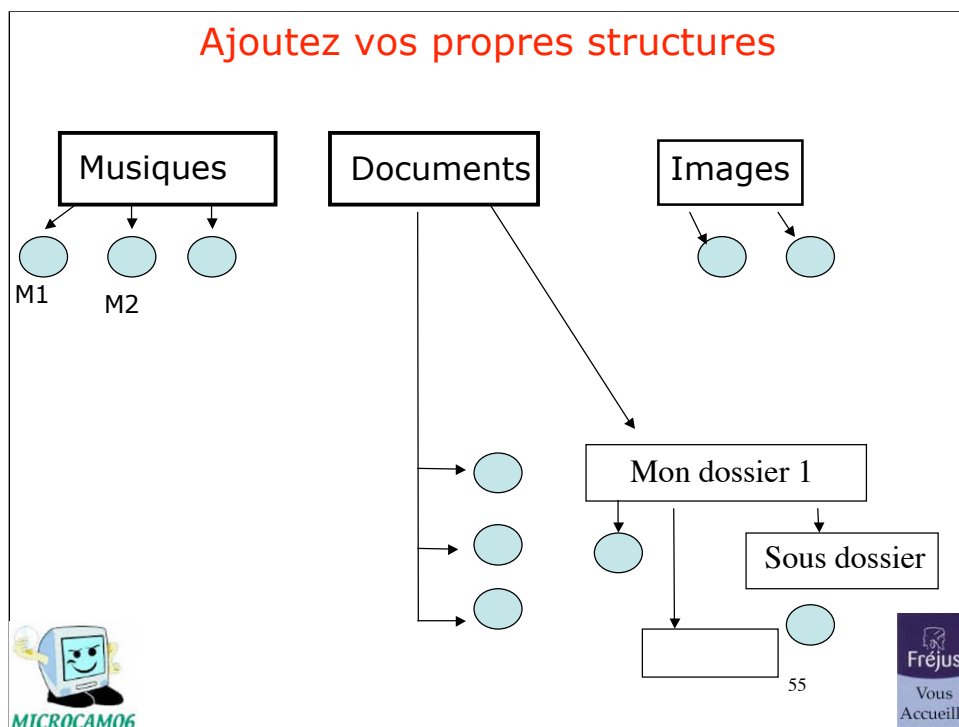 Ajoutez vos propres structures
Musiques
Documents
Images
M1
M2
Mon dossier 1
Sous dossier
55
MICROCAM06
Fréjus
Vous
Accueill